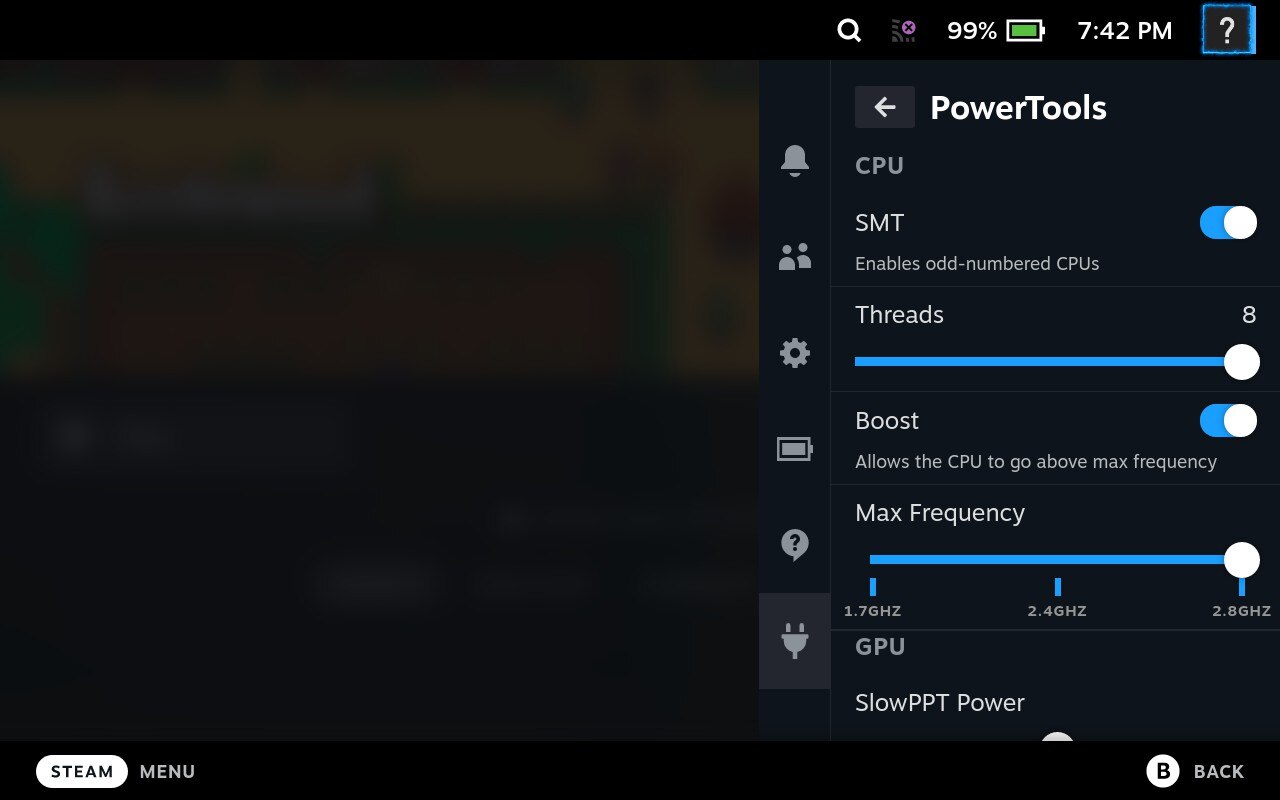 99% 7:42 PM ?
PowerTools
CPU
SMT
Enables odd-numbered CPUs
Threads 8
Boost
Allows the CPU to go above max frequency
Max Frequency
1.7GHZ 2.4GHZ 2.8GHZ
GPU
SlowPPT Power
STEAM MENU B BACK